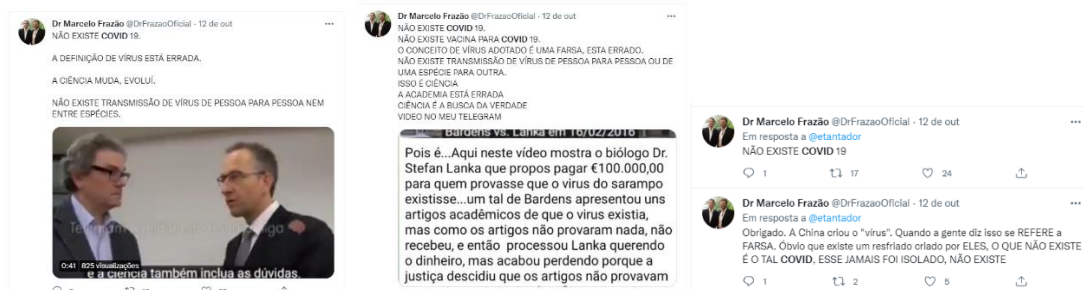 Dr Marcelo Frazão @DrFrazaoOficial · 12 de out
NÃO EXISTE COVID 19.
A DEFINIÇÃO DE VÍRUS ESTÁ ERRADA.
A CIÊNCIA MUDA, EVOLUÍ.
NÃO EXISTE TRANSMISSÃO DE VÍRUS DE PESSOA PARA PESSOA NEM
ENTRE ESPÉCIES.
0:41 825 visualizações
e a ciência também inclua as dúvidas.
Dr Marcelo Frazão @DrFrazaoOficial · 12 de out
NÃO EXISTE COVID 19.
NÃO EXISTE VACINA PARA COVID 19.
O CONCEITO DE VÍRUS ADOTADO É UMA FARSA, ESTA ERRADO.
NÃO EXISTE TRANSMISSÃO DE VÍRUS DE PESSOA PARA PESSOA OU DE
UMA ESPÉCIE PARA OUTRA.
ISSO É CIÊNCIA
A ACADEMIA ESTÁ ERRADA
CIÊNCIA É A BUSCA DA VERDADE
VIDEO NO MEU TELEGRAM
Bardens vs. Lanka em 16/02/2016
Pois é...Aqui neste vídeo mostra o biólogo Dr.
Stefan Lanka que propos pagar €100.000,00
para quem provasse que o virus do sarampo
existisse...um tal de Bardens apresentou uns
artigos acadêmicos de que o virus existia,
mas como os artigos não provaram nada, não
recebeu, e então processou Lanka querendo
o dinheiro, mas acabou perdendo porque a
justiça descidiu que os artigos não provavam
Dr Marcelo Frazão @DrFrazaoOficial · 12 de out
Em resposta a @etantador
NÃO EXISTE COVID 19
1 17 24
Dr Marcelo Frazão @DrFrazaoOficial · 12 de out
Em resposta a @etantador
Obrigado. A China criou o "vírus". Quando a gente diz isso se REFERE a
FARSA. Óbvio que existe um resfriado criado por ELES, O QUE NÃO EXISTE
É O TAL COVID, ESSE JAMAIS FOI ISOLADO, NÃO EXISTE
1 2 5